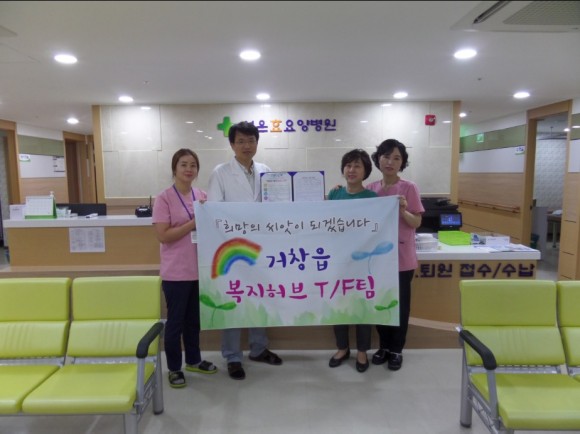 효요양병원
『희망의 씨앗이 되겠습니다』
거창읍
복지허브 T/F팀
퇴원 접수/수납